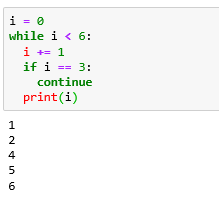 i = 0
while i < 6:
  i += 1
  if i == 3:
    continue
  print(i)
1
2
4
5
6